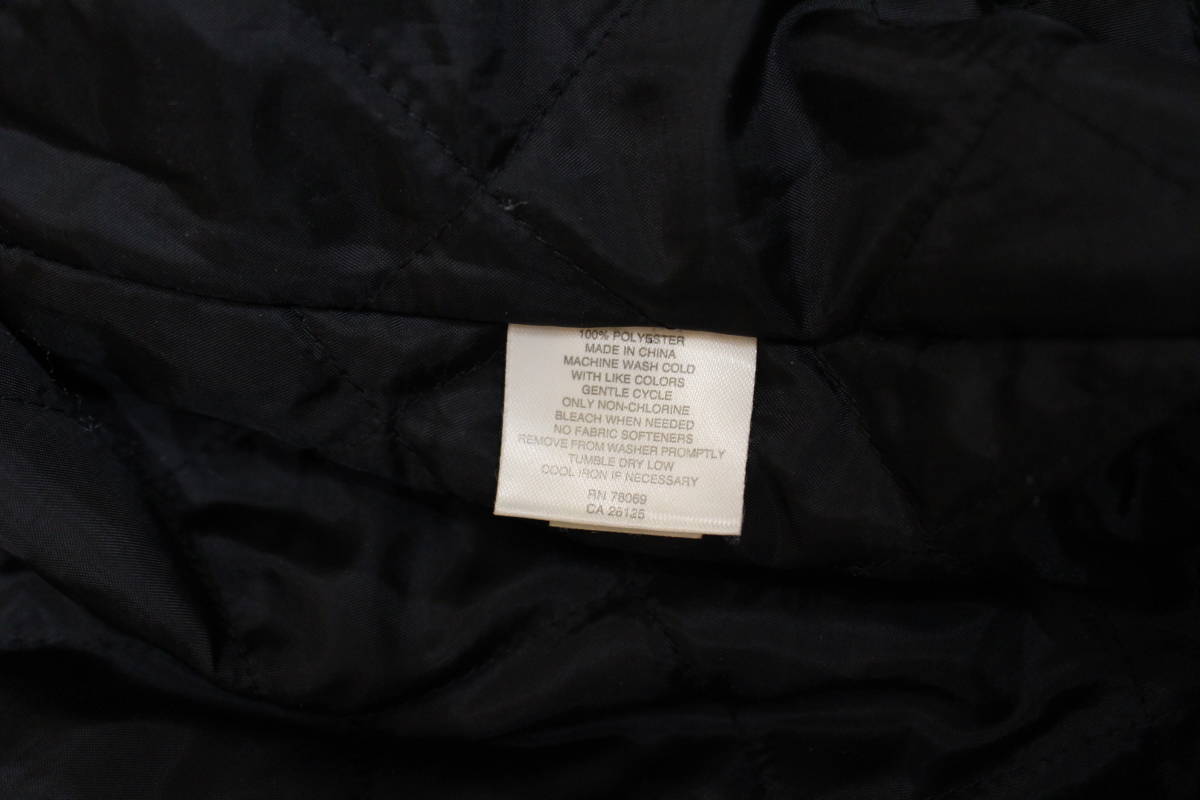 100% POLYESTER
MADE IN CHINA
MACHINE WASH COLD
WITH LIKE COLORS
GENTLE CYCLE
ONLY NON-CHLORINE
BLEACH WHEN NEEDED
NO FABRIC SOFTENERS
REMOVE FROM WASHER PROMPTLY
TUMBLE DRY LOW
COOL IRON IF NECESSARY
RN 78069
CA 26125